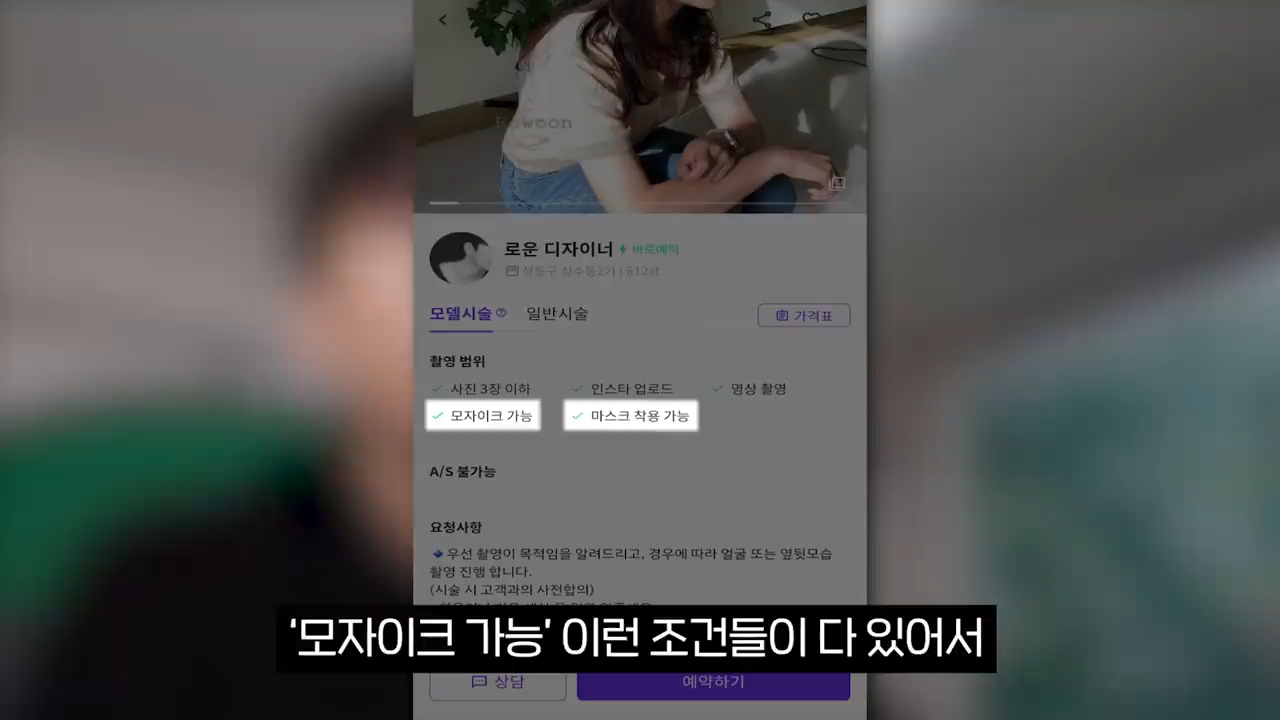 Rowoon
로운 디자이너 바로예약
성동구 성수동2가 | 612st
모델시술 일반시술 가격표
촬영 범위
사진 3장 이하 인스타 업로드 영상 촬영
모자이크 가능 마스크 착용 가능
A/S 불가능
요청사항
우선 촬영이 목적임을 알려드리고, 경우에 따라 얼굴 또는 옆뒷모습
촬영 진행 합니다.
(시술 시 고객과의 사전합의)
‘모자이크 가능’ 이런 조건들이 다 있어서
상담 예약하기